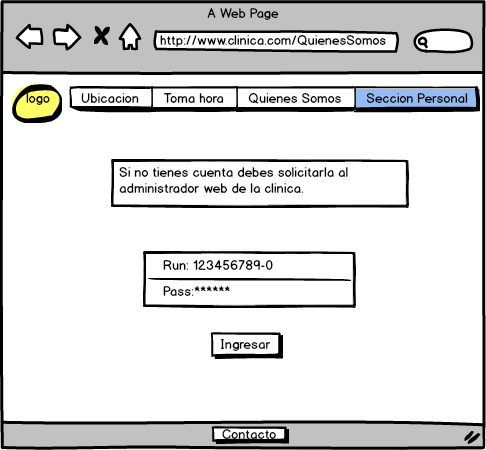 A Web Page
http://www.clinica.com/QuienesSomos
logo
Ubicacion
Toma hora
Quienes Somos
Seccion Personal
Si no tienes cuenta debes solicitarla al
administrador web de la clinica.
Run: 123456789-0
Pass:******
Ingresar
Contacto